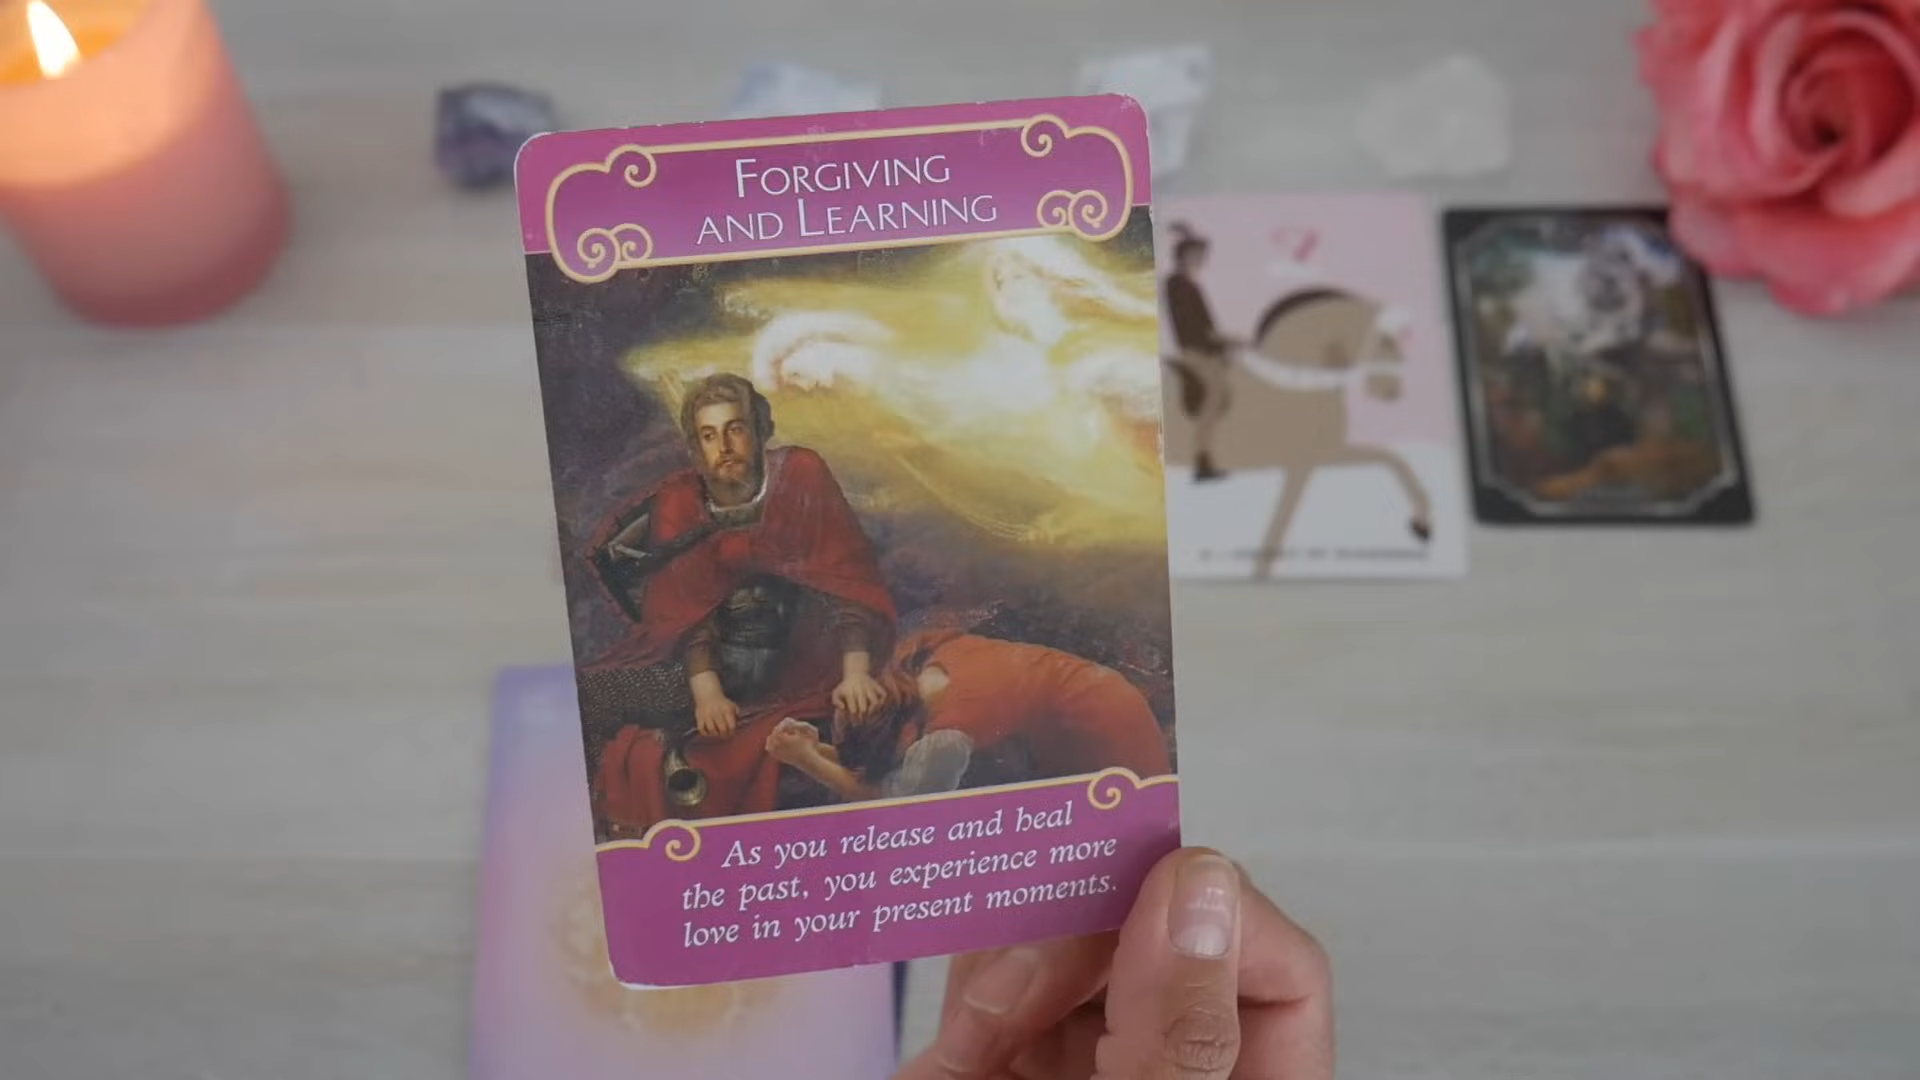 FORGIVING
AND LEARNING
As you release and heal
the past, you experience more
love in your present moments.